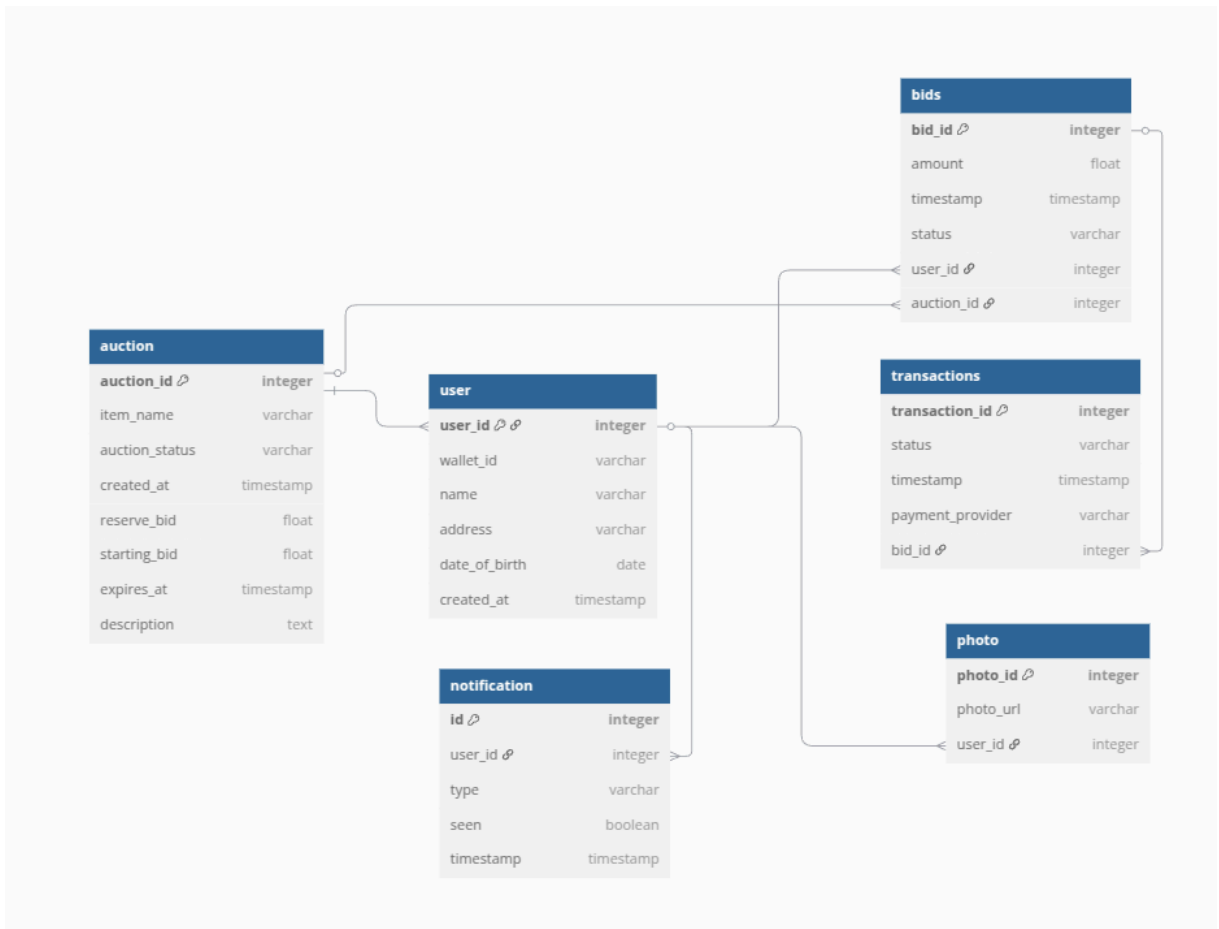 bids
bid_id integer
amount float
timestamp timestamp
status varchar
user_id integer
auction_id integer
auction
auction_id integer
item_name varchar
auction_status varchar
created_at timestamp
reserve_bid float
starting_bid float
expires_at timestamp
description text
user
user_id integer
wallet_id varchar
name varchar
address varchar
date_of_birth date
created_at timestamp
transactions
transaction_id integer
status varchar
timestamp timestamp
payment_provider varchar
bid_id integer
notification
id integer
user_id integer
type varchar
seen boolean
timestamp timestamp
photo
photo_id integer
photo_url varchar
user_id integer